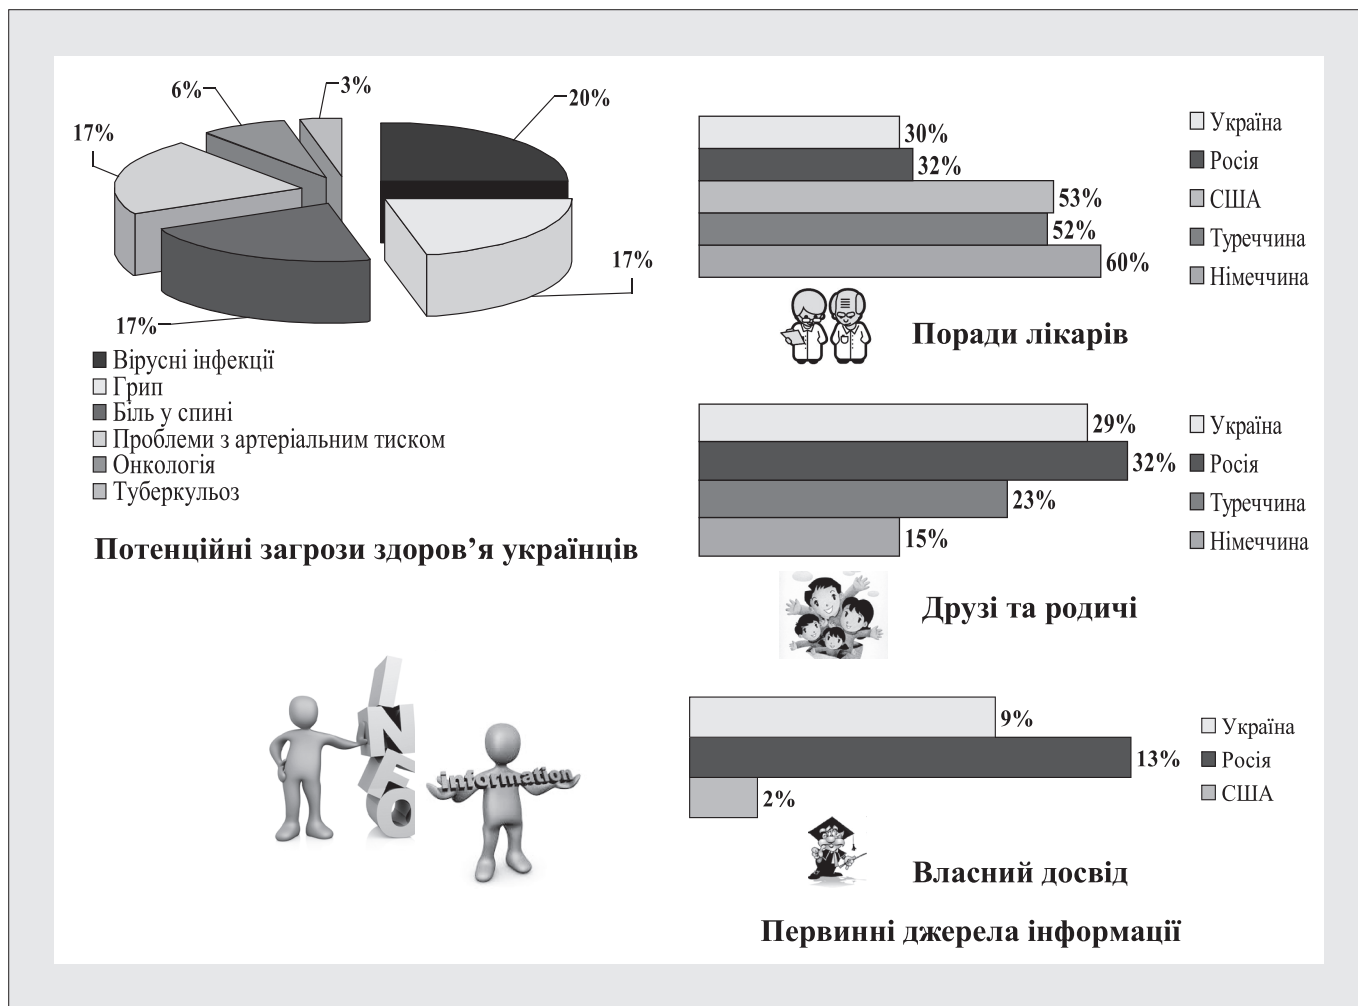 6%
3%
20%
17%
17%
17%
Вірусні інфекції
Грип
Біль у спині
Проблеми з артеріальним тиском
Онкологія
Туберкульоз
Потенційні загрози здоров’я українців
INFO
information
30%
32%
53%
52%
60%
Україна
Росія
США
Туреччина
Німеччина
Поради лікарів
29%
32%
23%
15%
Україна
Росія
Туреччина
Німеччина
Друзі та родичі
9%
13%
2%
Україна
Росія
США
Власний досвід
Первинні джерела інформації